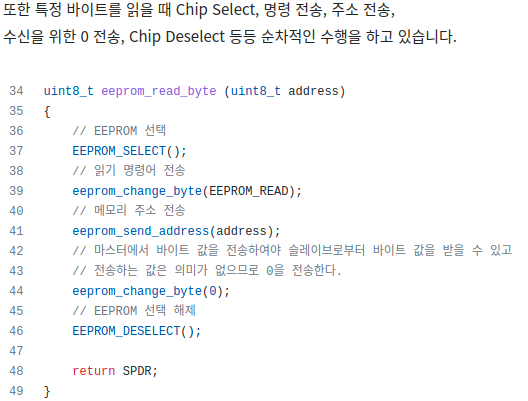 또한 특정 바이트를 읽을 때 Chip Select, 명령 전송, 주소 전송,
수신을 위한 0 전송, Chip Deselect 등등 순차적인 수행을 하고 있습니다.
34 uint8_t eeprom_read_byte (uint8_t address)
35 {
36 // EEPROM 선택
37 EEPROM_SELECT();
38 // 읽기 명령어 전송
39 eeprom_change_byte(EEPROM_READ);
40 // 메모리 주소 전송
41 eeprom_send_address(address);
42 // 마스터에서 바이트 값을 전송하여야 슬레이브로부터 바이트 값을 받을 수 있고
43 // 전송하는 값은 의미가 없으므로 0을 전송한다.
44 eeprom_change_byte(0);
45 // EEPROM 선택 해제
46 EEPROM_DESELECT();
47
48 return SPDR;
49 }